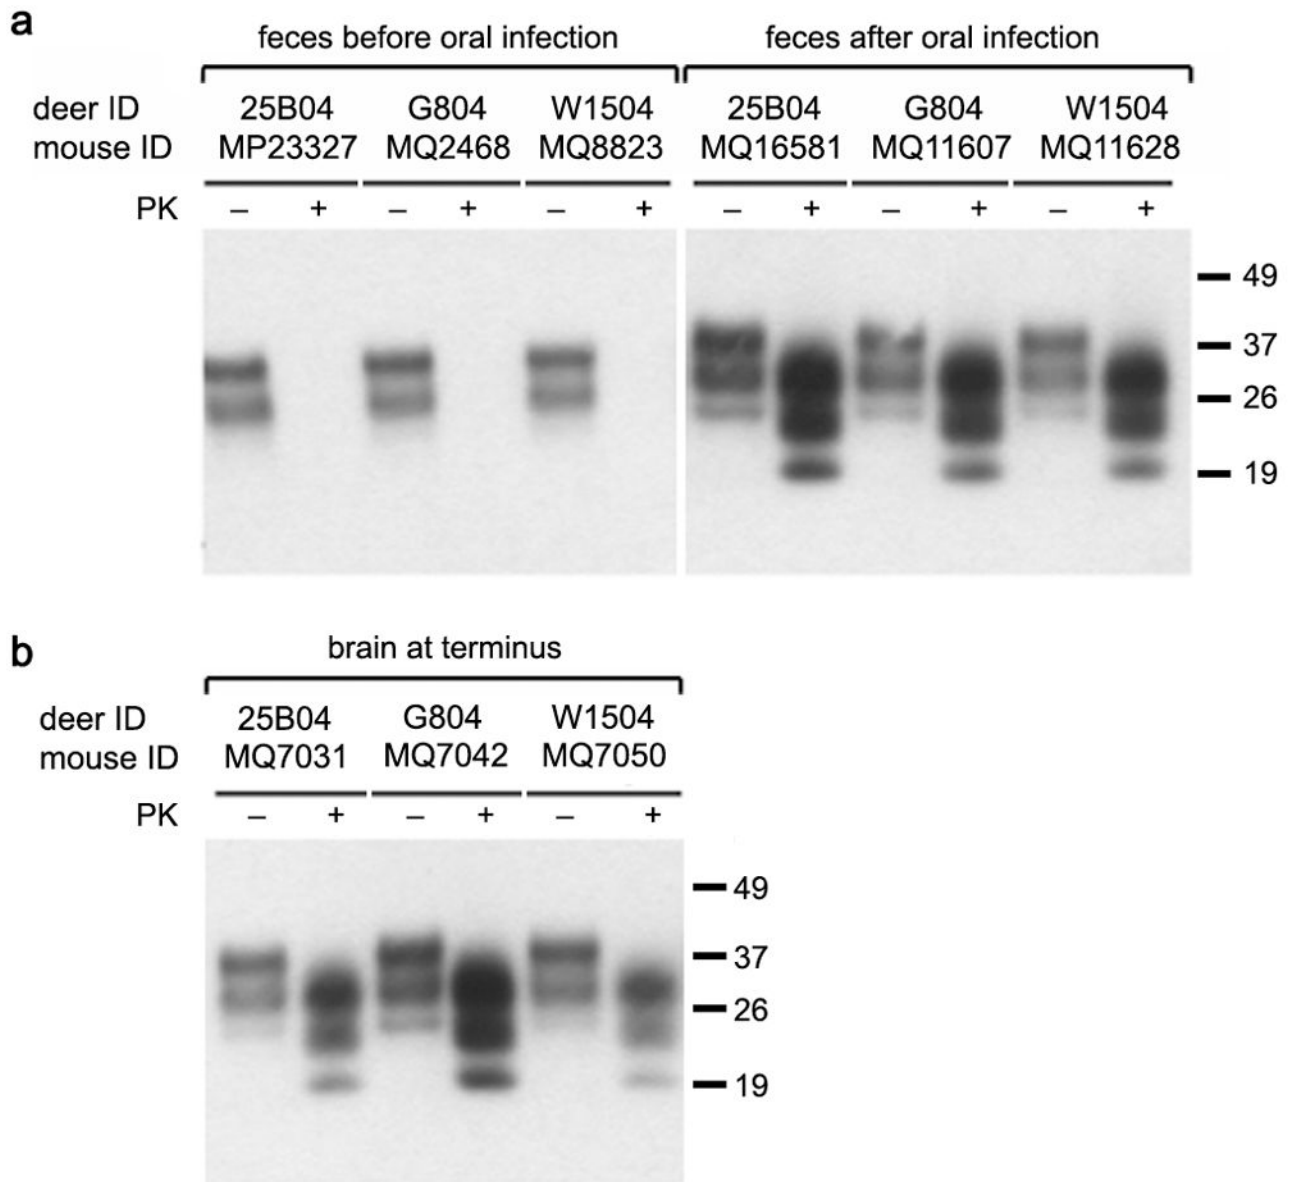 a
feces before oral infection feces after oral infection
deer ID 25B04 G804 W1504 25B04 G804 W1504
mouse ID MP23327 MQ2468 MQ8823 MQ16581 MQ11607 MQ11628
PK – + – + – + – + – + – +
49
37
26
19
b
brain at terminus
deer ID 25B04 G804 W1504
mouse ID MQ7031 MQ7042 MQ7050
PK – + – + – +
49
37
26
19